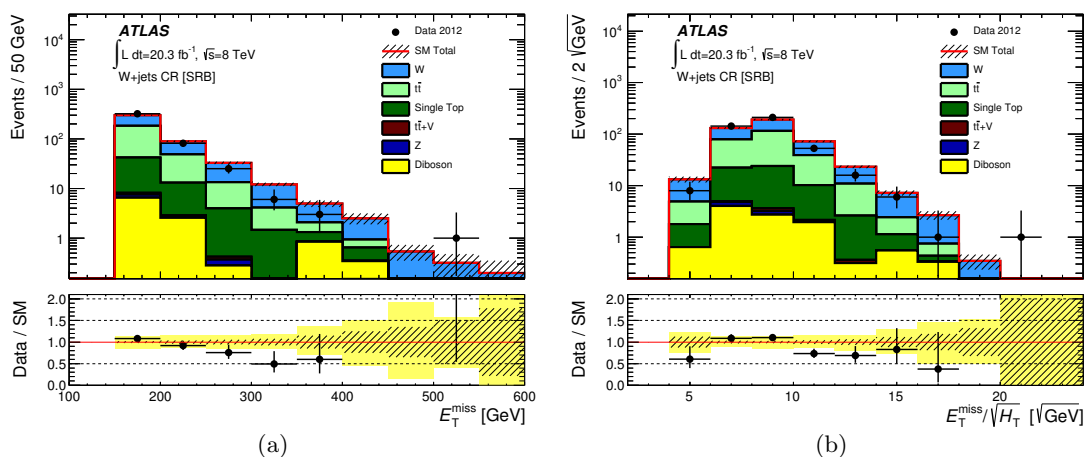 Events / 50 GeV
10³
10²
10
1
ATLAS
∫L dt=20.3 fb⁻¹, √s=8 TeV
W+jets CR [SRB]
Data 2012
SM Total
W
tt̄
Single Top
tt̄+V
Z
Diboson
Data / SM
2.0
1.5
1.0
0.5
0.0
100 200 300 400 500 600
E_T^miss [GeV]
(a)
Events / 2 √GeV
10⁴
10³
10²
10
1
ATLAS
∫L dt=20.3 fb⁻¹, √s=8 TeV
W+jets CR [SRB]
Data 2012
SM Total
W
tt̄
Single Top
tt̄+V
Z
Diboson
Data / SM
2.0
1.5
1.0
0.5
0.0
5 10 15 20
E_T^miss/√H_T [√GeV]
(b)